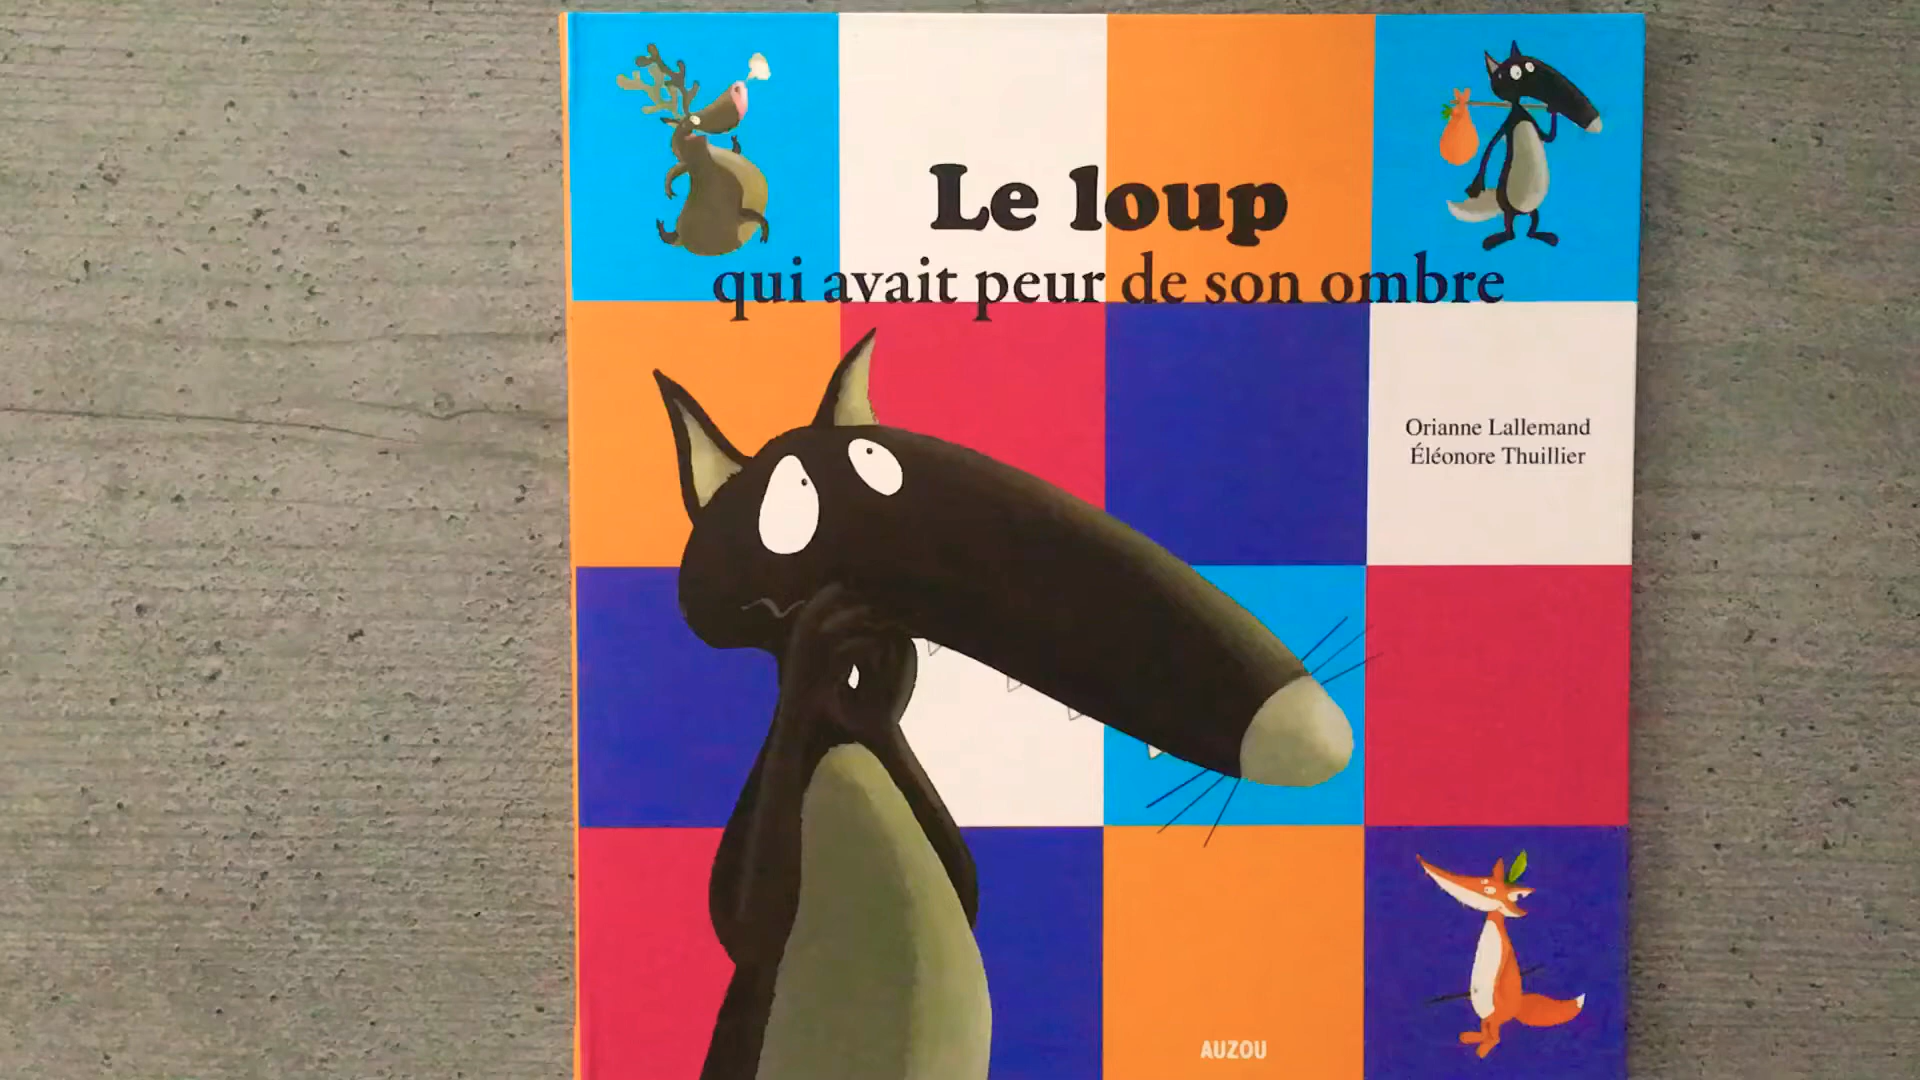 Le loup
qui avait peur de son ombre
Orianne Lallemand
Éléonore Thuillier
AUZOU